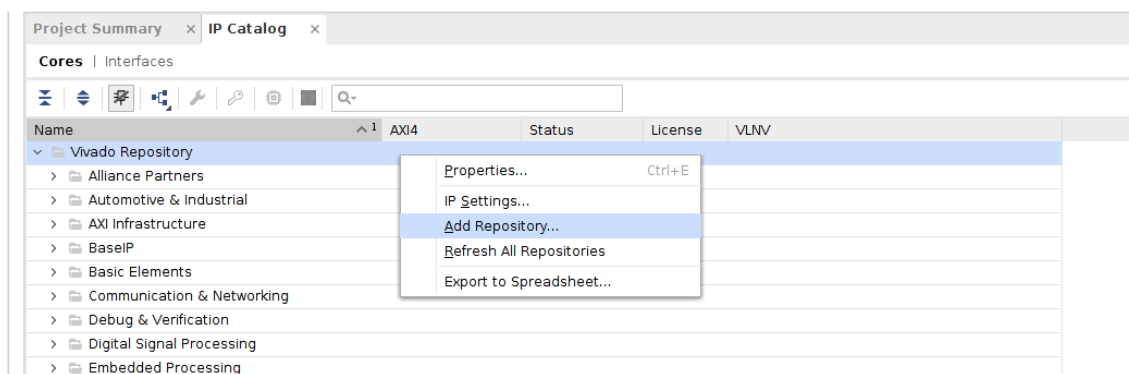 Project Summary × IP Catalog ×
Cores | Interfaces
Name 1 AXI4 Status License VLNV
Vivado Repository
Properties... Ctrl+E
Alliance Partners
Automotive & Industrial
IP Settings...
AXI Infrastructure
Add Repository...
BaseIP
Refresh All Repositories
Basic Elements
Export to Spreadsheet...
Communication & Networking
Debug & Verification
Digital Signal Processing
Embedded Processing